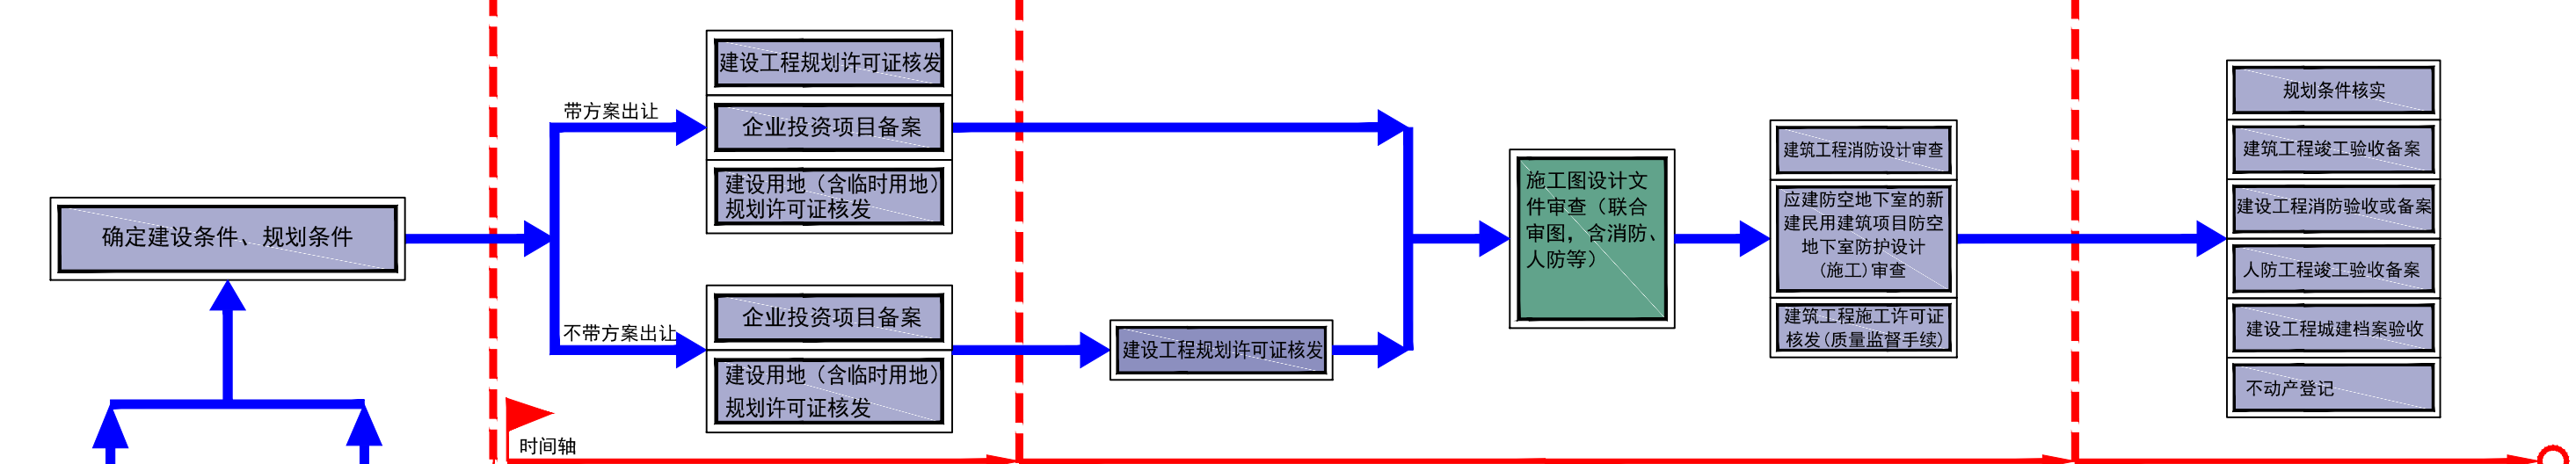 确定建设条件、规划条件
带方案出让
不带方案出让
建设工程规划许可证核发
企业投资项目备案
建设用地（含临时用地）
规划许可证核发
企业投资项目备案
建设用地（含临时用地）
规划许可证核发
时间轴
建设工程规划许可证核发
施工图设计文
件审查（联合
审图，含消防、
人防等）
建筑工程消防设计审查
应建防空地下室的新
建民用建筑项目防空
地下室防护设计
(施工)审查
建筑工程施工许可证
核发(质量监督手续)
规划条件核实
建筑工程竣工验收备案
建设工程消防验收或备案
人防工程竣工验收备案
建设工程城建档案验收
不动产登记